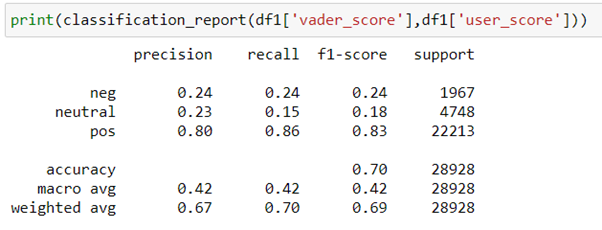 print(classification_report(df1['vader_score'],df1['user_score']))
precision recall f1-score support
neg 0.24 0.24 0.24 1967
neutral 0.23 0.15 0.18 4748
pos 0.80 0.86 0.83 22213
accuracy 0.70 28928
macro avg 0.42 0.42 0.42 28928
weighted avg 0.67 0.70 0.69 28928